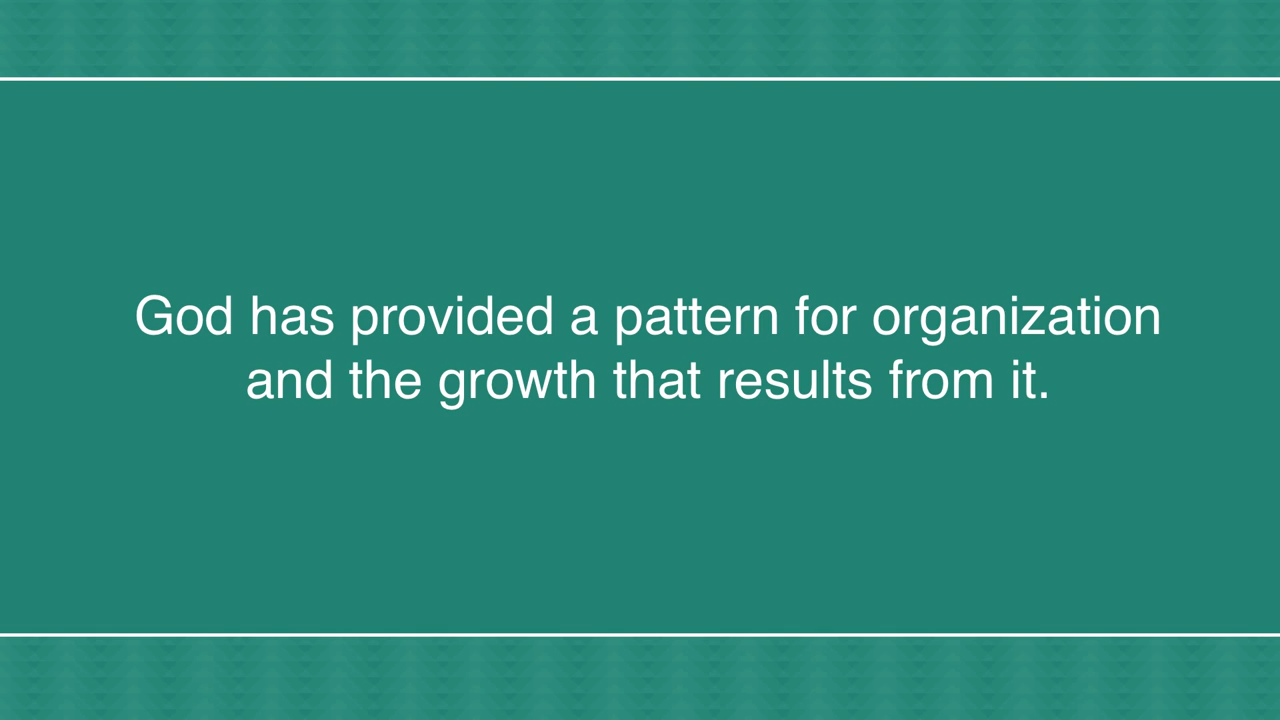 God has provided a pattern for organization
and the growth that results from it.